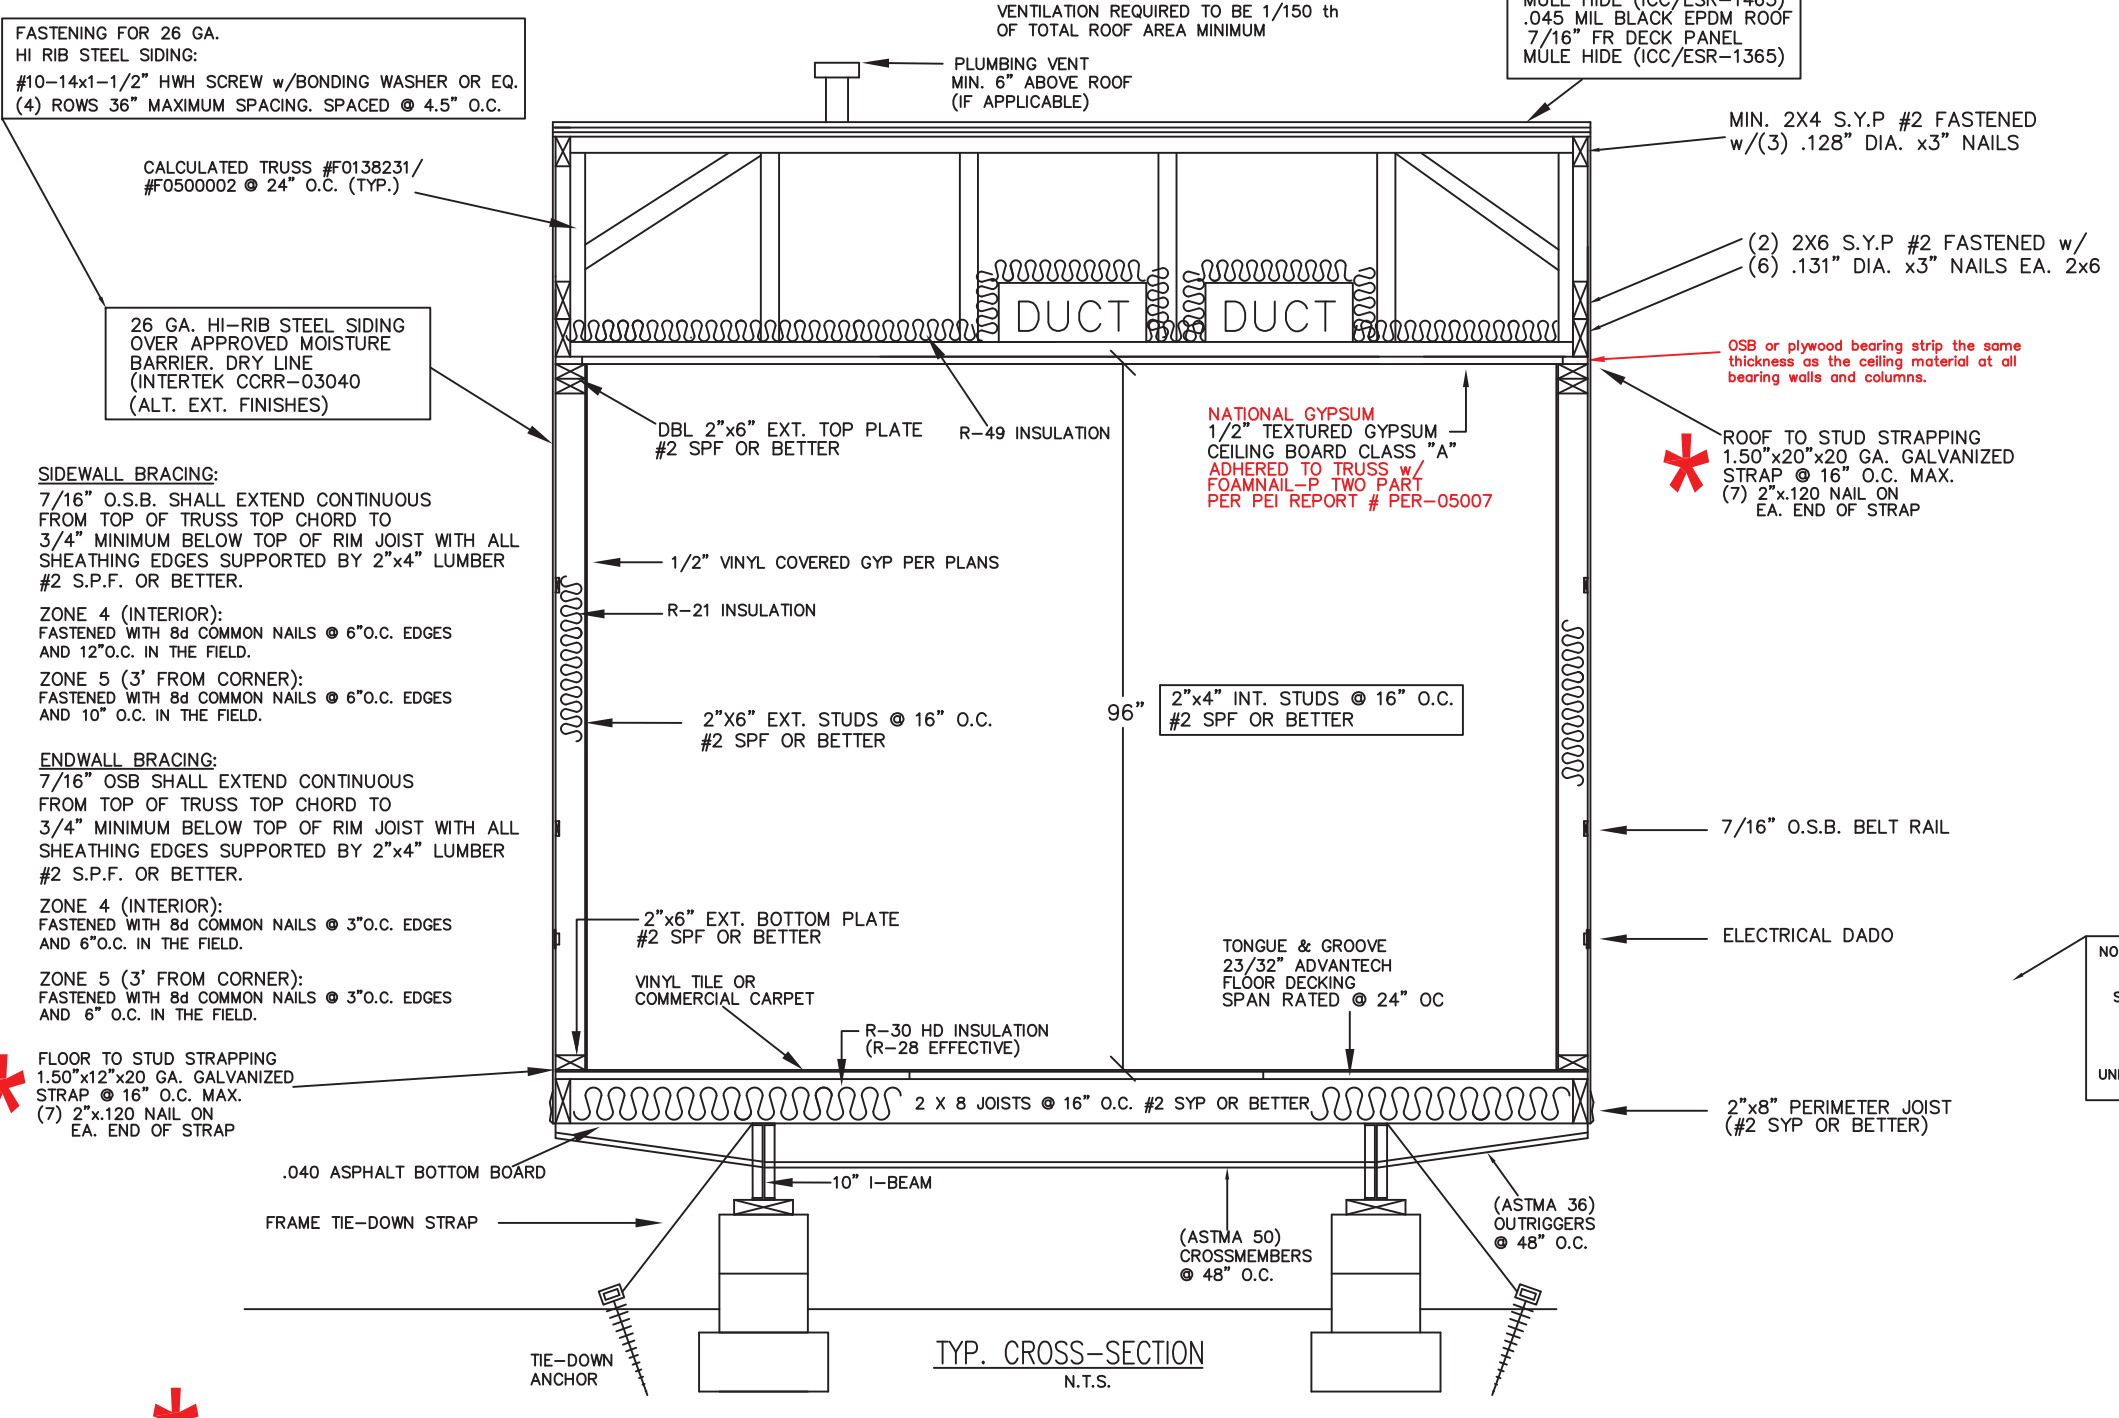 VENTILATION REQUIRED TO BE 1/150 th
OF TOTAL ROOF AREA MINIMUM
MULE HIDE (ICC/ESR-1463)
.045 MIL BLACK EPDM ROOF
7/16" FR DECK PANEL
MULE HIDE (ICC/ESR-1365)
FASTENING FOR 26 GA.
HI RIB STEEL SIDING:
#10-14x1-1/2" HWH SCREW w/BONDING WASHER OR EQ.
(4) ROWS 36" MAXIMUM SPACING. SPACED @ 4.5" O.C.
PLUMBING VENT
MIN. 6" ABOVE ROOF
(IF APPLICABLE)
MIN. 2X4 S.Y.P #2 FASTENED
w/(3) .128" DIA. x3" NAILS
CALCULATED TRUSS #F0138231/
#F0500002 @ 24" O.C. (TYP.)
(2) 2X6 S.Y.P #2 FASTENED w/
(6) .131" DIA. x3" NAILS EA. 2x6
DUCT
DUCT
26 GA. HI-RIB STEEL SIDING
OVER APPROVED MOISTURE
BARRIER. DRY LINE
(INTERTEK CCRR-03040
(ALT. EXT. FINISHES)
OSB or plywood bearing strip the same
thickness as the ceiling material at all
bearing walls and columns.
DBL 2"x6" EXT. TOP PLATE
#2 SPF OR BETTER
R-49 INSULATION
NATIONAL GYPSUM
1/2" TEXTURED GYPSUM
CEILING BOARD CLASS "A"
ADHERED TO TRUSS w/
FOAMNAIL-P TWO PART
PER PEI REPORT # PER-05007
*
ROOF TO STUD STRAPPING
1.50"x20"x20 GA. GALVANIZED
STRAP @ 16" O.C. MAX.
(7) 2"x.120 NAIL ON
EA. END OF STRAP
SIDEWALL BRACING:
7/16" O.S.B. SHALL EXTEND CONTINUOUS
FROM TOP OF TRUSS TOP CHORD TO
3/4" MINIMUM BELOW TOP OF RIM JOIST WITH ALL
SHEATHING EDGES SUPPORTED BY 2"x4" LUMBER
#2 S.P.F. OR BETTER.
ZONE 4 (INTERIOR):
FASTENED WITH 8d COMMON NAILS @ 6"O.C. EDGES
AND 12"O.C. IN THE FIELD.
ZONE 5 (3' FROM CORNER):
FASTENED WITH 8d COMMON NAILS @ 6"O.C. EDGES
AND 10" O.C. IN THE FIELD.
1/2" VINYL COVERED GYP PER PLANS
R-21 INSULATION
2"X6" EXT. STUDS @ 16" O.C.
#2 SPF OR BETTER
96"
2"x4" INT. STUDS @ 16" O.C.
#2 SPF OR BETTER
ENDWALL BRACING:
7/16" OSB SHALL EXTEND CONTINUOUS
FROM TOP OF TRUSS TOP CHORD TO
3/4" MINIMUM BELOW TOP OF RIM JOIST WITH ALL
SHEATHING EDGES SUPPORTED BY 2"x4" LUMBER
#2 S.P.F. OR BETTER.
ZONE 4 (INTERIOR):
FASTENED WITH 8d COMMON NAILS @ 3"O.C. EDGES
AND 6"O.C. IN THE FIELD.
ZONE 5 (3' FROM CORNER):
FASTENED WITH 8d COMMON NAILS @ 3"O.C. EDGES
AND 6" O.C. IN THE FIELD.
7/16" O.S.B. BELT RAIL
2"x6" EXT. BOTTOM PLATE
#2 SPF OR BETTER
ELECTRICAL DADO
VINYL TILE OR
COMMERCIAL CARPET
TONGUE & GROOVE
23/32" ADVANTECH
FLOOR DECKING
SPAN RATED @ 24" OC
NO
S
UN
R-30 HD INSULATION
(R-28 EFFECTIVE)
*
FLOOR TO STUD STRAPPING
1.50"x12"x20 GA. GALVANIZED
STRAP @ 16" O.C. MAX.
(7) 2"x.120 NAIL ON
EA. END OF STRAP
2 X 8 JOISTS @ 16" O.C. #2 SYP OR BETTER
2"x8" PERIMETER JOIST
(#2 SYP OR BETTER)
.040 ASPHALT BOTTOM BOARD
10" I-BEAM
FRAME TIE-DOWN STRAP
(ASTMA 50)
CROSSMEMBERS
@ 48" O.C.
(ASTMA 36)
OUTRIGGERS
@ 48" O.C.
TIE-DOWN
ANCHOR
TYP. CROSS-SECTION
N.T.S.
*